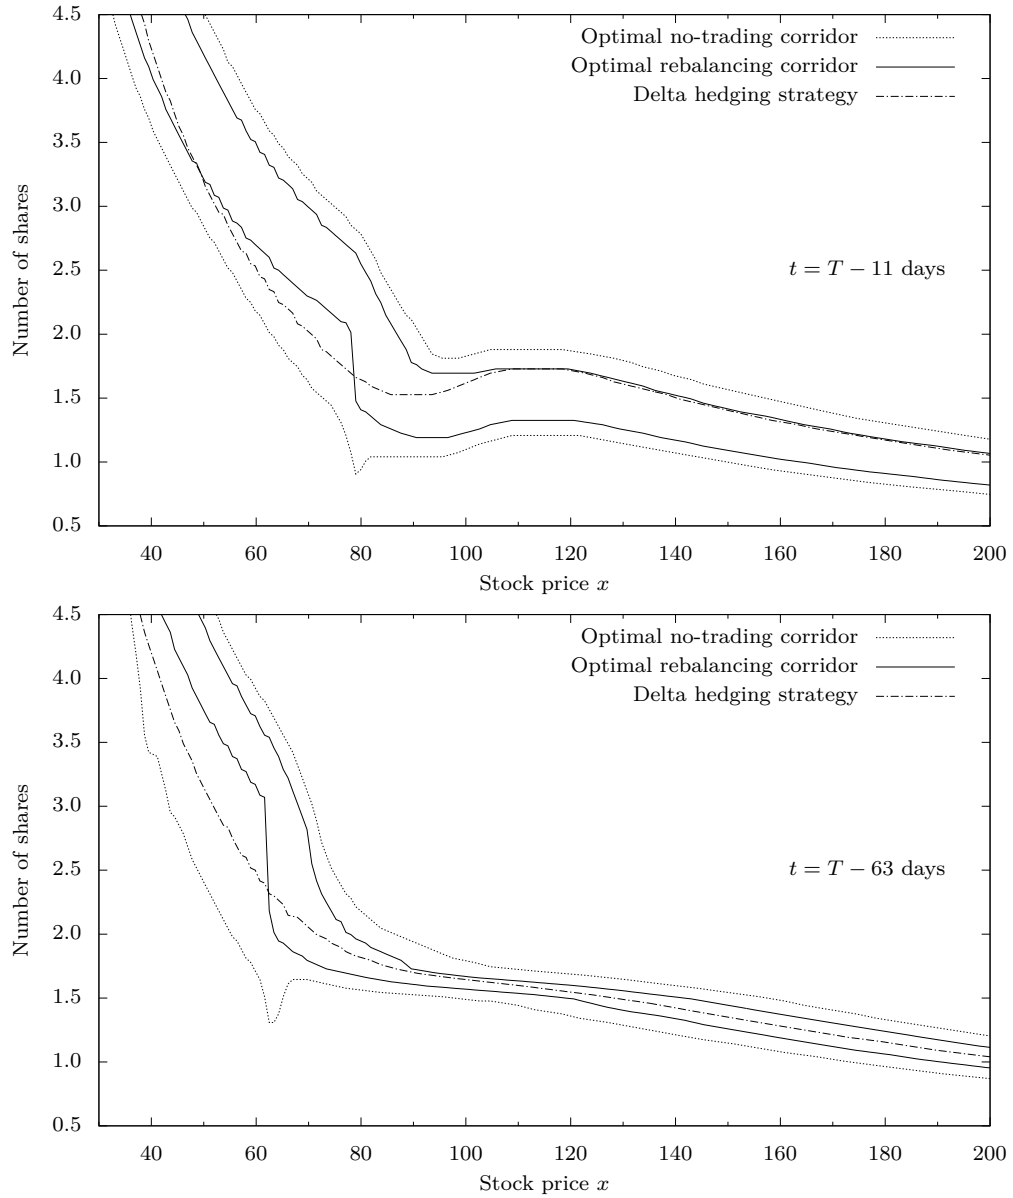 4.5
4.0
3.5
3.0
2.5
2.0
1.5
1.0
0.5
Number of shares
Optimal no-trading corridor
Optimal rebalancing corridor
Delta hedging strategy
t = T − 11 days
40 60 80 100 120 140 160 180 200
Stock price x
4.5
4.0
3.5
3.0
2.5
2.0
1.5
1.0
0.5
Number of shares
Optimal no-trading corridor
Optimal rebalancing corridor
Delta hedging strategy
t = T − 63 days
40 60 80 100 120 140 160 180 200
Stock price x